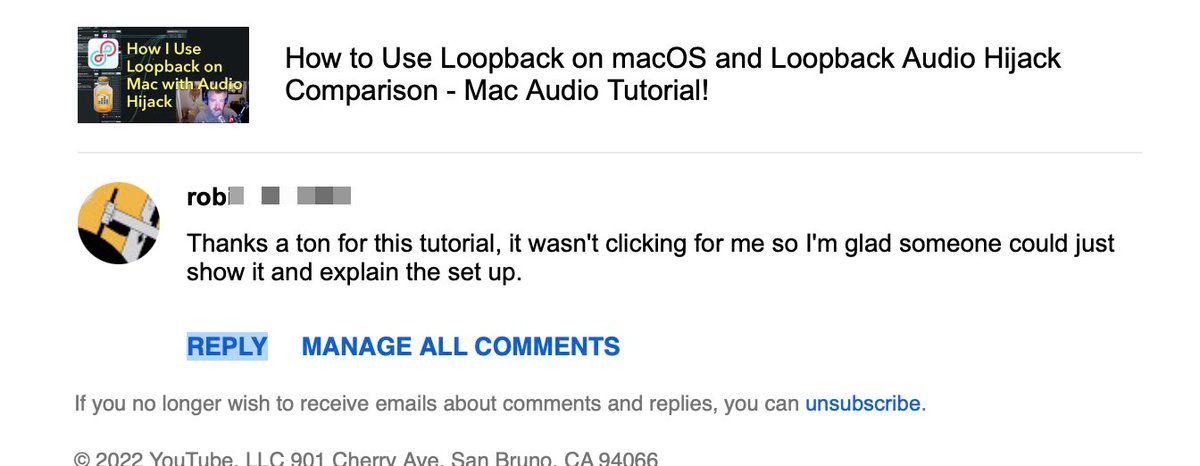 How I Use
Loopback on
Mac with Audio
Hijack
How to Use Loopback on macOS and Loopback Audio Hijack
Comparison - Mac Audio Tutorial!
rob
Thanks a ton for this tutorial, it wasn't clicking for me so I'm glad someone could just
show it and explain the set up.
REPLY MANAGE ALL COMMENTS
If you no longer wish to receive emails about comments and replies, you can unsubscribe.
© 2022 YouTube, LLC 901 Cherry Ave, San Bruno, CA 94066